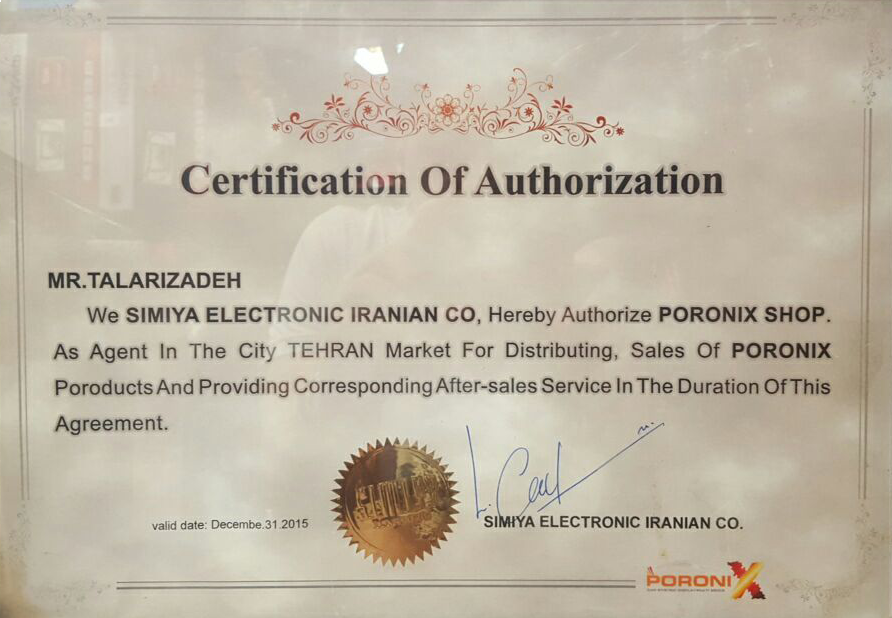 Certification Of Authorization
MR.TALARIZADEH
We SIMIYA ELECTRONIC IRANIAN CO, Hereby Authorize PORONIX SHOP.
As Agent In The City TEHRAN Market For Distributing, Sales Of PORONIX
Poroducts And Providing Corresponding After-sales Service In The Duration Of This
Agreement.
valid date: Decembe.31.2015
SIMIYA ELECTRONIC IRANIAN CO.
PORONIX